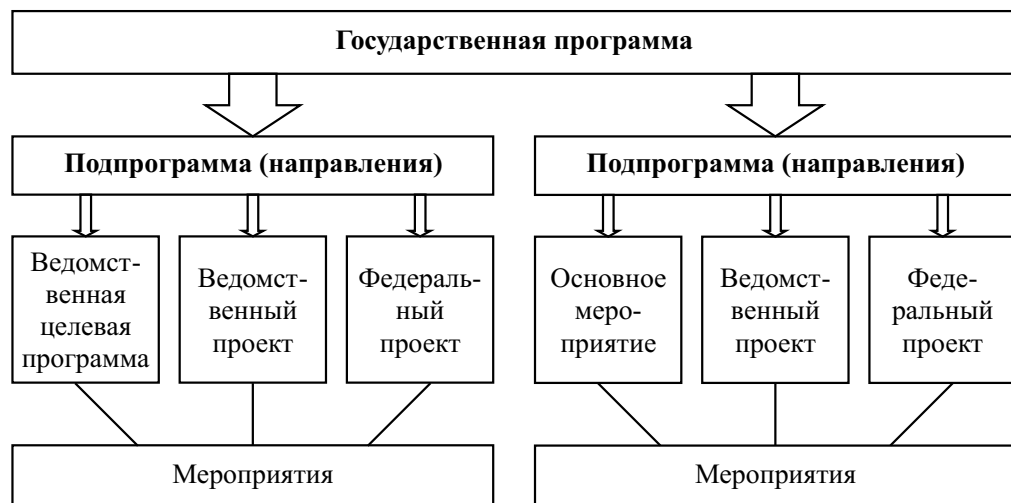 Государственная программа
Подпрограмма (направления)
Подпрограмма (направления)
Ведомст-
венная
целевая
программа
Ведомст-
венный
проект
Федераль-
ный
проект
Основное
меро-
приятие
Ведомст-
венный
проект
Феде-
ральный
проект
Мероприятия
Мероприятия